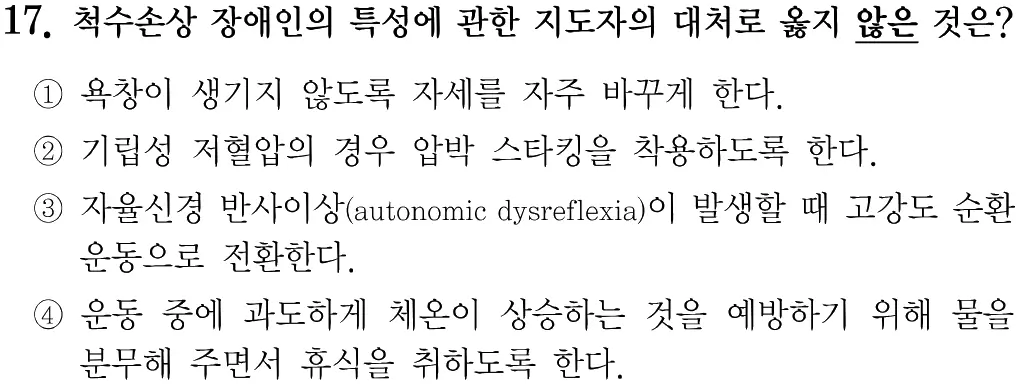 17. 척수손상 장애인의 특성에 관한 지도자의 대처로 옳지 않은 것은?
① 욕창이 생기지 않도록 자세를 자주 바꾸게 한다.
② 기립성 저혈압의 경우 압박 스타킹을 착용하도록 한다.
③ 자율신경 반사이상(autonomic dysreflexia)이 발생할 때 고강도 순환
운동으로 전환한다.
④ 운동 중에 과도하게 체온이 상승하는 것을 예방하기 위해 물을
분무해 주면서 휴식을 취하도록 한다.